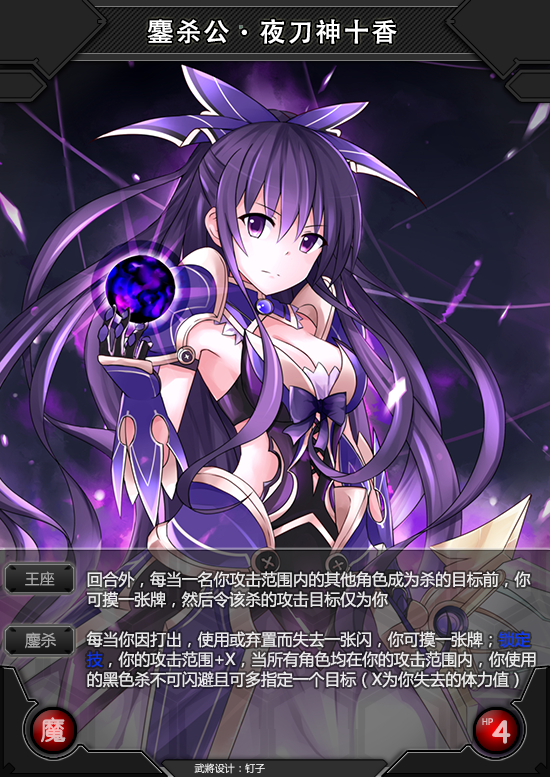 鏖杀公·夜刀神十香
王座
回合外，每当一名你攻击范围内的其他角色成为杀的目标前，你
可摸一张牌，然后令该杀的攻击目标仅为你
鏖杀
每当你因打出，使用或弃置而失去一张闪，你可摸一张牌；锁定
技，你的攻击范围+X，当所有角色均在你的攻击范围内，你使用
的黑色杀不可闪避且可多指定一个目标（X为你失去的体力值）
魔
HP 4
武將设计：钉子